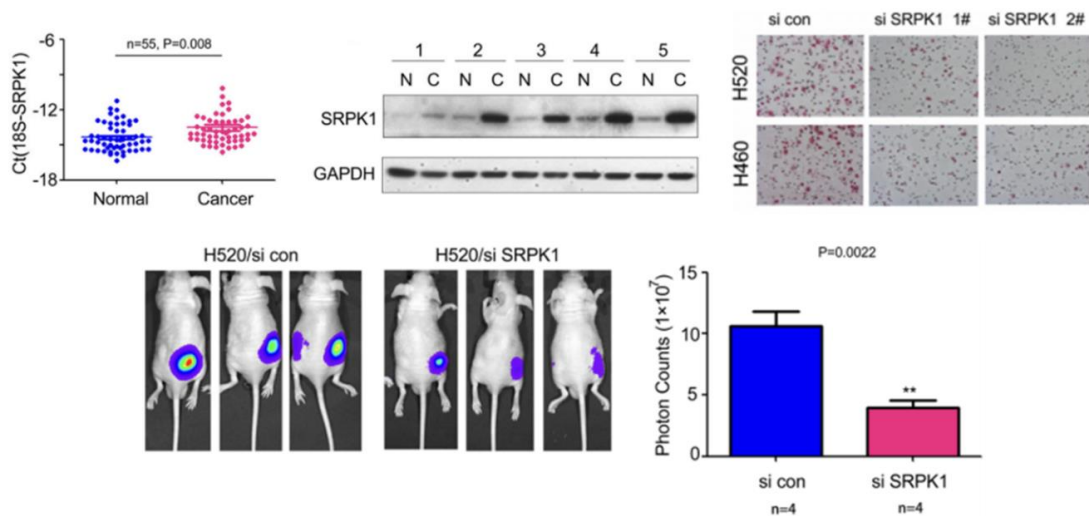 -6
-12
-18
Ct(18S-SRPK1)
n=55, P=0.008
Normal Cancer
1 2 3 4 5
N C N C N C N C N C
SRPK1
GAPDH
si con si SRPK1 1# si SRPK1 2#
H520
H460
H520/si con H520/si SRPK1
P=0.0022
Photon Counts (1×10⁷)
15
10
5
0
**
si con si SRPK1
n=4 n=4